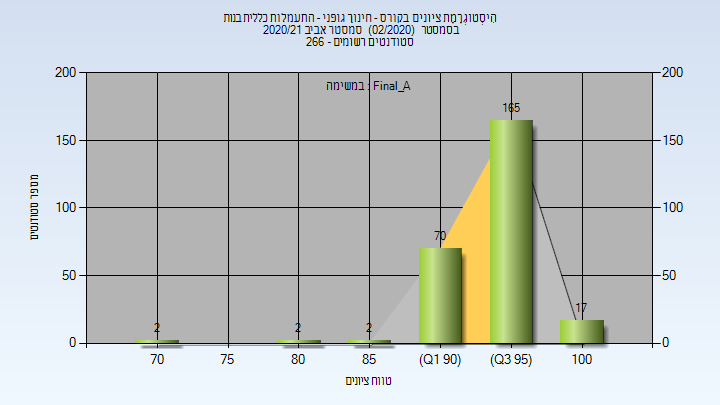 היסטוגרמת ציונים בקורס - חינוך גופני - התעמלות כללית בנות
בסמסטר (02/2020) סמסטר אביב 2020/21
סטודנטים רשומים - 266
במשימה : Final_A
200 200
165
150 150
100 100
70
50 50
2 2 2 17
0 0
70 75 80 85 (Q1 90) (Q3 95) 100
מספר סטודנטים
טווח ציונים